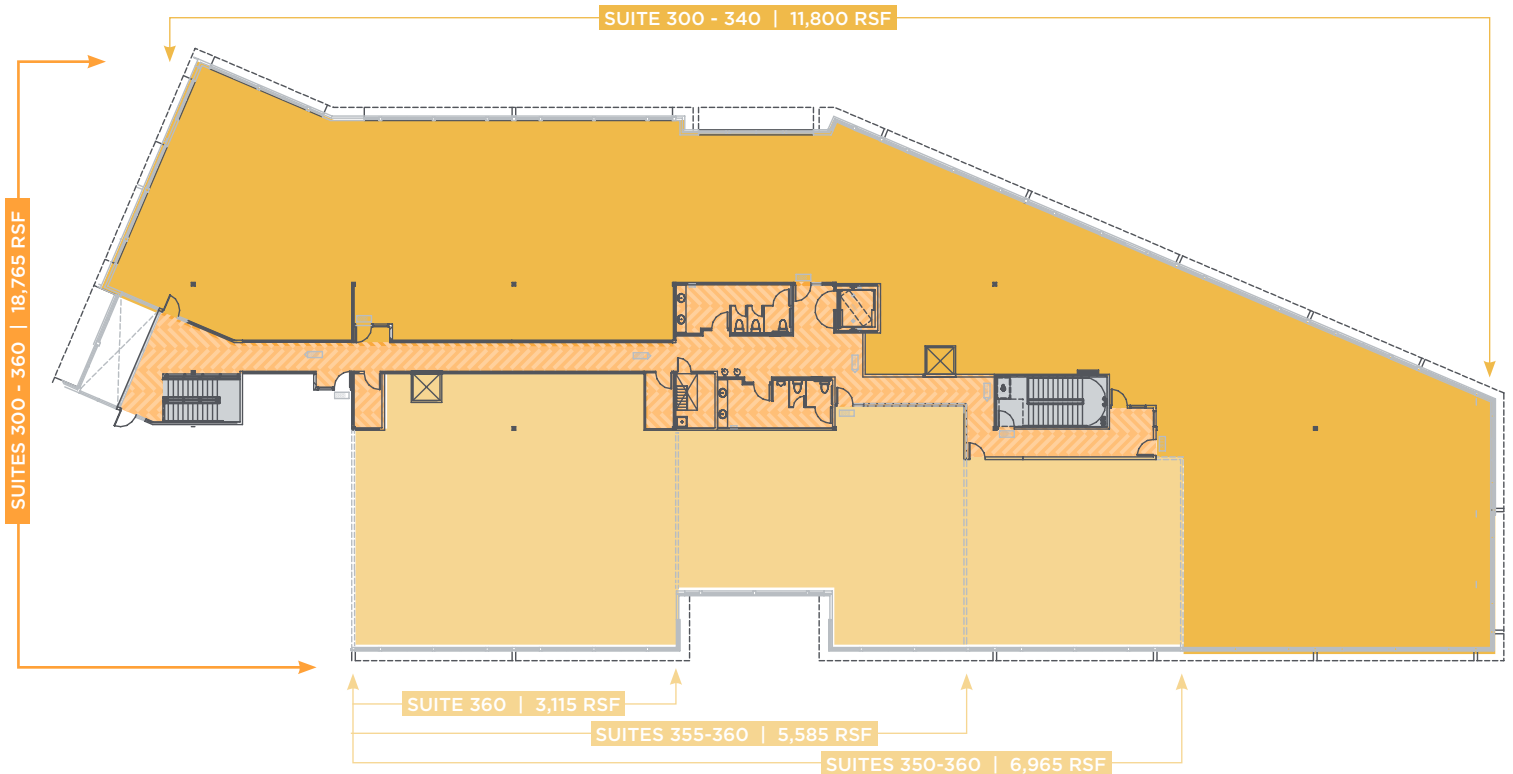 SUITE 300 - 340 | 11,800 RSF
SUITES 300 - 360 | 18,765 RSF
SUITE 360 | 3,115 RSF
SUITES 355-360 | 5,585 RSF
SUITES 350-360 | 6,965 RSF